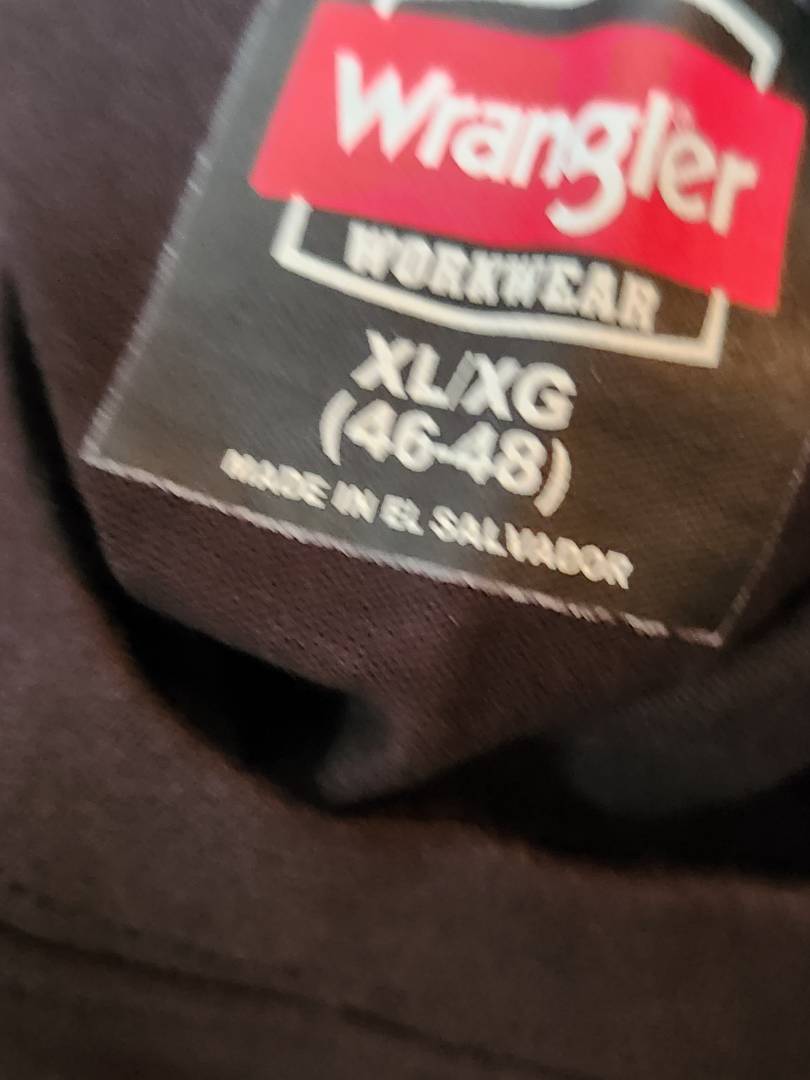 Wrangler
WORKWEAR
XL/XG
(46-48)
MADE IN EL SALVADOR